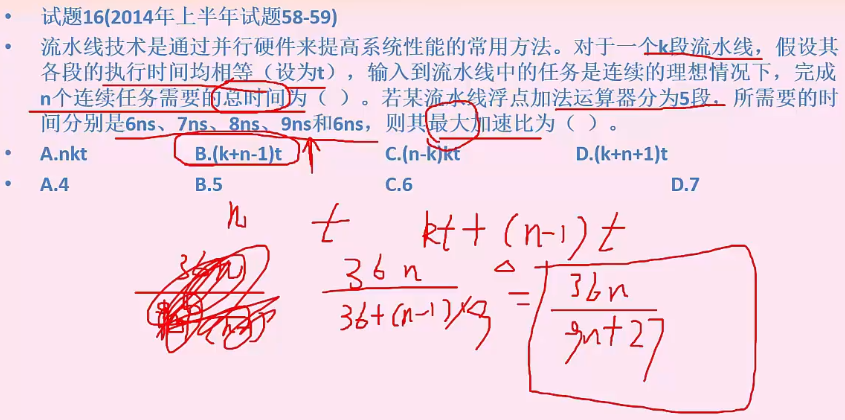 试题16(2014年上半年试题58-59)
流水线技术是通过并行硬件来提高系统性能的常用方法。对于一个k段流水线，假设其
各段的执行时间均相等（设为t），输入到流水线中的任务是连续的理想情况下，完成
n个连续任务需要的总时间为（ ）。若某流水线浮点加法运算器分为5段，所需要的时
间分别是6ns、7ns、8ns、9ns和6ns，则其最大加速比为（ ）。
A.nkt B.(k+n-1)t C.(n-k)kt D.(k+n+1)t
A.4 B.5 C.6 D.7
n t kt+(n-1)t
36n 36n
36+(n-1)×9 = 9n+27